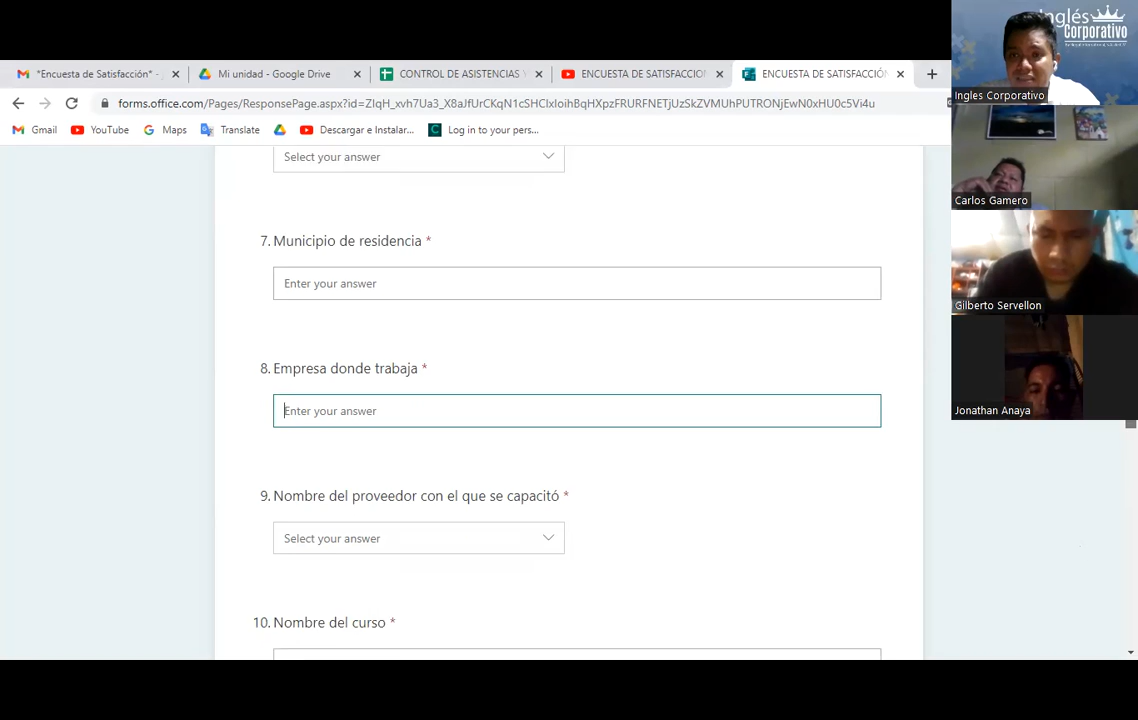 Inglés
Corporativo
*Encuesta de Satisfacción* -
Mi unidad - Google Drive
CONTROL DE ASISTENCIAS Y
ENCUESTA DE SATISFACCION
ENCUESTA DE SATISFACCIÓN
forms.office.com/Pages/ResponsePage.aspx?id=ZIqH_xvh7Ua3_X8aJfUrCKqN1cSHClxIoihBqHXpzFRURFNETjUzSkZVMUhPUTRONjEwN0xHU0c5Vi4u
Gmail
YouTube
Maps
Translate
Descargar e Instalar...
Log in to your pers...
Ingles Corporativo
Select your answer
Carlos Gamero
7. Municipio de residencia *
Enter your answer
Gilberto Servellon
8. Empresa donde trabaja *
Enter your answer
Jonathan Anaya
9. Nombre del proveedor con el que se capacitó *
Select your answer
10. Nombre del curso *